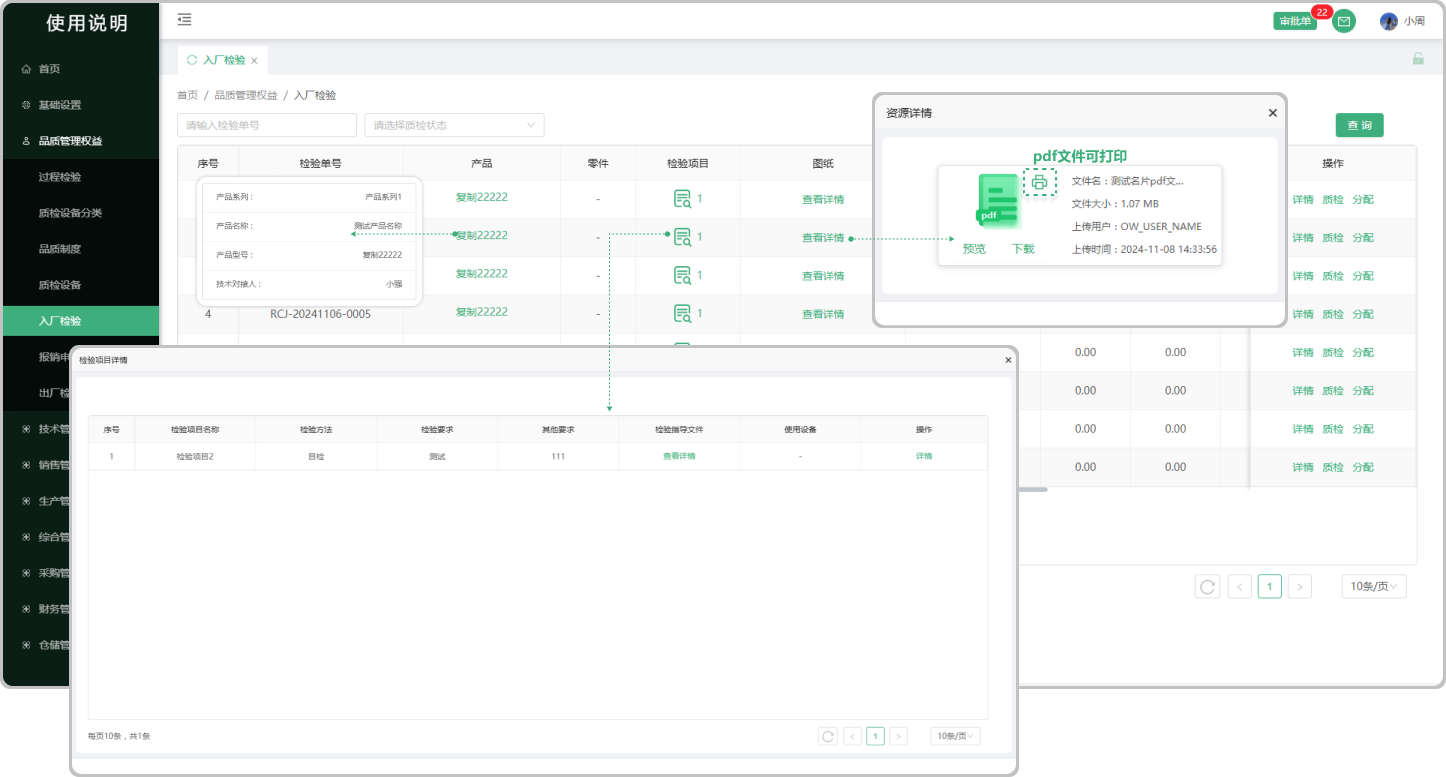 使用说明
审批单
22
小周
首页
基础设置
品质管理权益
过程检验
质检设备分类
品质制度
质检设备
入厂检验
入厂检验
首页 / 品质管理权益 / 入厂检验
请输入检验单号
请选择质检状态
查 询
序号 检验单号 产品 零件 检验项目 图纸 操作
产品系列： 产品系列1
产品名称： 测试产品名称
产品型号： 复制22222
技术对接人： 小强
复制22222 - 1 查看详情 详情 质检 分配
复制22222 - 1 查看详情 详情 质检 分配
复制22222 - 1 查看详情 详情 质检 分配
4 RCJ-20241106-0005 复制22222 - 1 查看详情 详情 质检 分配
0.00 0.00 详情 质检 分配
0.00 0.00 详情 质检 分配
0.00 0.00 详情 质检 分配
0.00 0.00 详情 质检 分配
1
10条/页
资源详情
pdf文件可打印
pdf
预览 下载
文件名：测试名片pdf文...
文件大小：1.07 MB
上传用户：OW_USER_NAME
上传时间：2024-11-08 14:33:56
报销申
出厂检
技术管
销售管
生产管
综合管
采购管
财务管
仓储管
检验项目详情
序号 检验项目名称 检验方法 检验要求 其他要求 检验指导文件 使用设备 操作
1 检验项目2 目检 测试 111 查看详情 - 详情
每页10条，共1条
1
10条/页